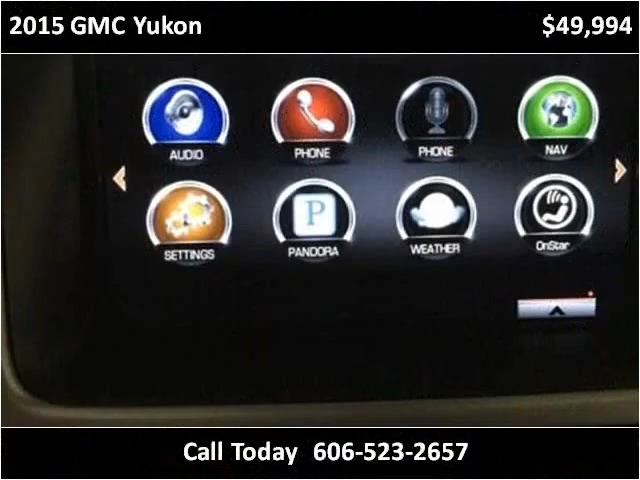 2015 GMC Yukon $49,994
AUDIO PHONE PHONE NAV
SETTINGS P PANDORA WEATHER OnStar
Call Today 606-523-2657